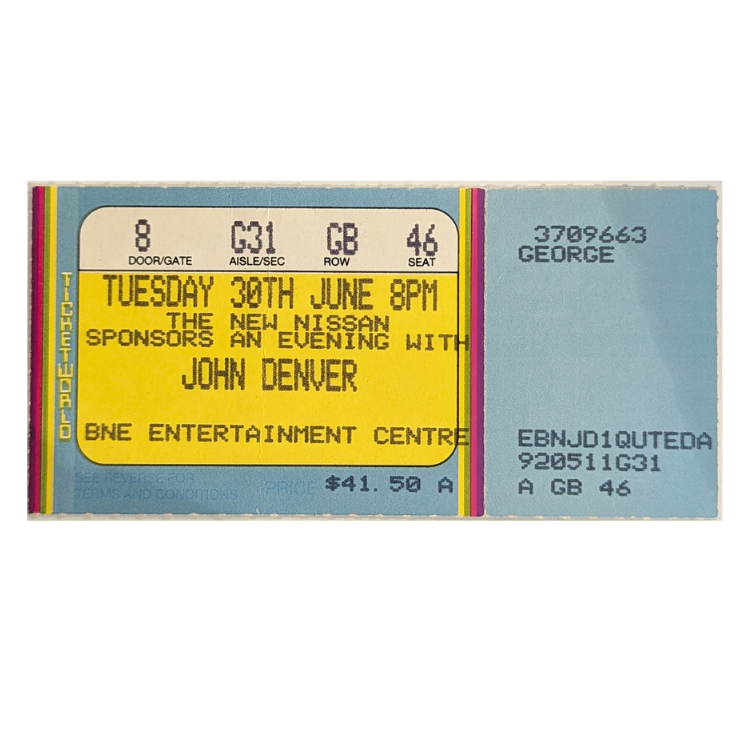 8 G31 GB 46
DOOR/GATE AISLE/SEC ROW SEAT
TUESDAY 30TH JUNE 8PM
THE NEW NISSAN
SPONSORS AN EVENING WITH
JOHN DENVER
BNE ENTERTAINMENT CENTRE
SEE REVERSE FOR
TERMS AND CONDITIONS
PRICE $41.50 A
TICKETWORLD
3709663
GEORGE
EBNJD1QUTEDA
920511G31
A GB 46